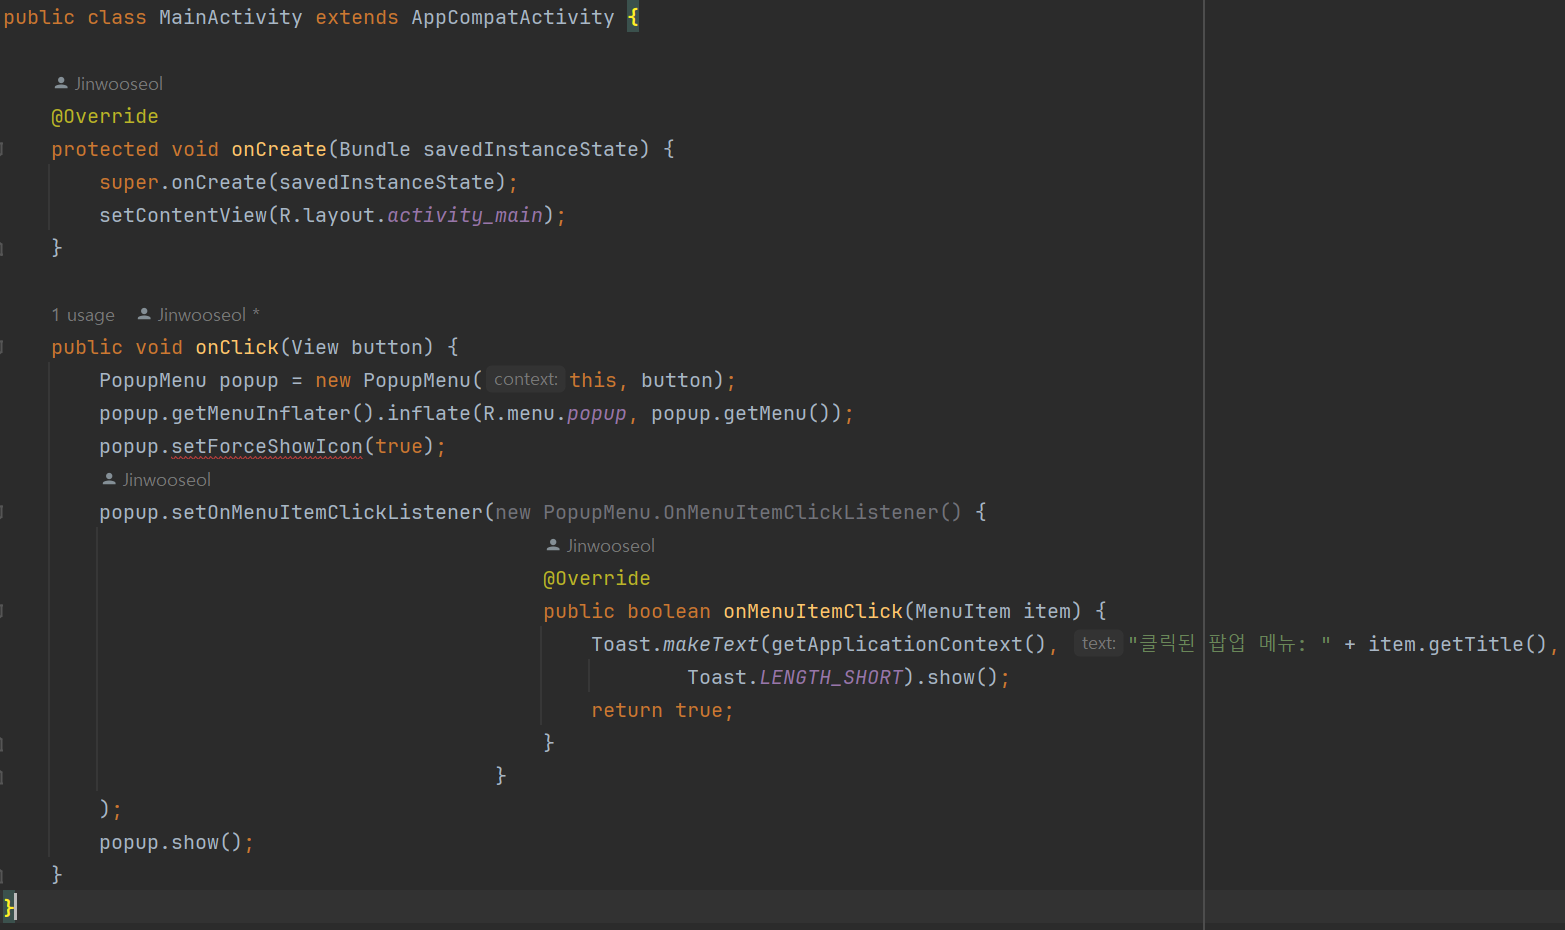 public class MainActivity extends AppCompatActivity {
Jinwooseol
@Override
protected void onCreate(Bundle savedInstanceState) {
super.onCreate(savedInstanceState);
setContentView(R.layout.activity_main);
}
1 usage Jinwooseol *
public void onClick(View button) {
PopupMenu popup = new PopupMenu( context: this, button);
popup.getMenuInflater().inflate(R.menu.popup, popup.getMenu());
popup.setForceShowIcon(true);
Jinwooseol
popup.setOnMenuItemClickListener(new PopupMenu.OnMenuItemClickListener() {
Jinwooseol
@Override
public boolean onMenuItemClick(MenuItem item) {
Toast.makeText(getApplicationContext(), text: "클릭된 팝업 메뉴: " + item.getTitle(),
Toast.LENGTH_SHORT).show();
return true;
}
}
);
popup.show();
}
}